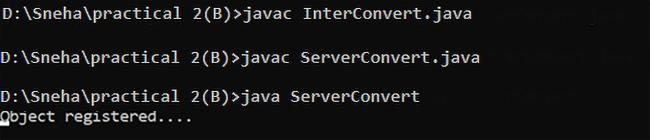 D:\Sneha\practical 2(B)>javac InterConvert.java
D:\Sneha\practical 2(B)>javac ServerConvert.java
D:\Sneha\practical 2(B)>java ServerConvert
Object registered....